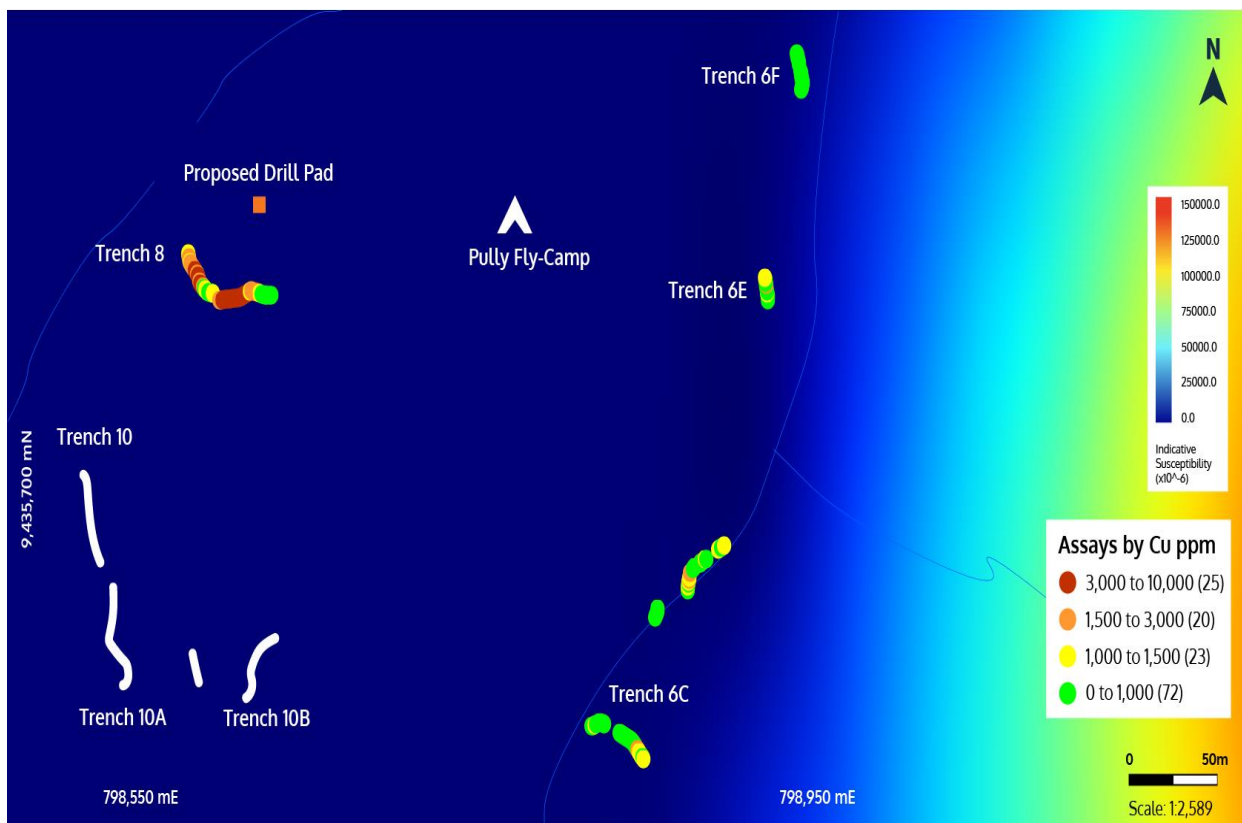 Trench 6F
N
Proposed Drill Pad
Trench 8
Pully Fly-Camp
Trench 6E
150000.0
125000.0
100000.0
75000.0
50000.0
25000.0
0.0
Indicative
Susceptibility
(x10^-6)
Trench 10
9,435,700 mN
Assays by Cu ppm
3,000 to 10,000 (25)
1,500 to 3,000 (20)
1,000 to 1,500 (23)
0 to 1,000 (72)
Trench 6C
Trench 10A
Trench 10B
0 50m
798,550 mE
798,950 mE
Scale: 1:2,589